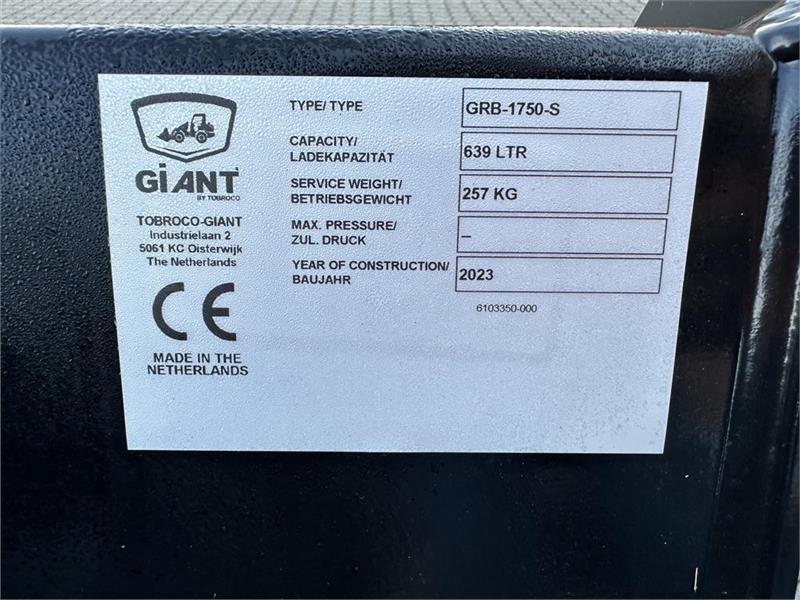 GiANT
BY TOBROCO
TOBROCO-GIANT
Industrielaan 2
5061 KC Oisterwijk
The Netherlands
CE
MADE IN THE
NETHERLANDS
TYPE/ TYPE
GRB-1750-S
CAPACITY/
LADEKAPAZITÄT
639 LTR
SERVICE WEIGHT/
BETRIEBSGEWICHT
257 KG
MAX. PRESSURE/
ZUL. DRUCK
–
YEAR OF CONSTRUCTION/
BAUJAHR
2023
6103350-000